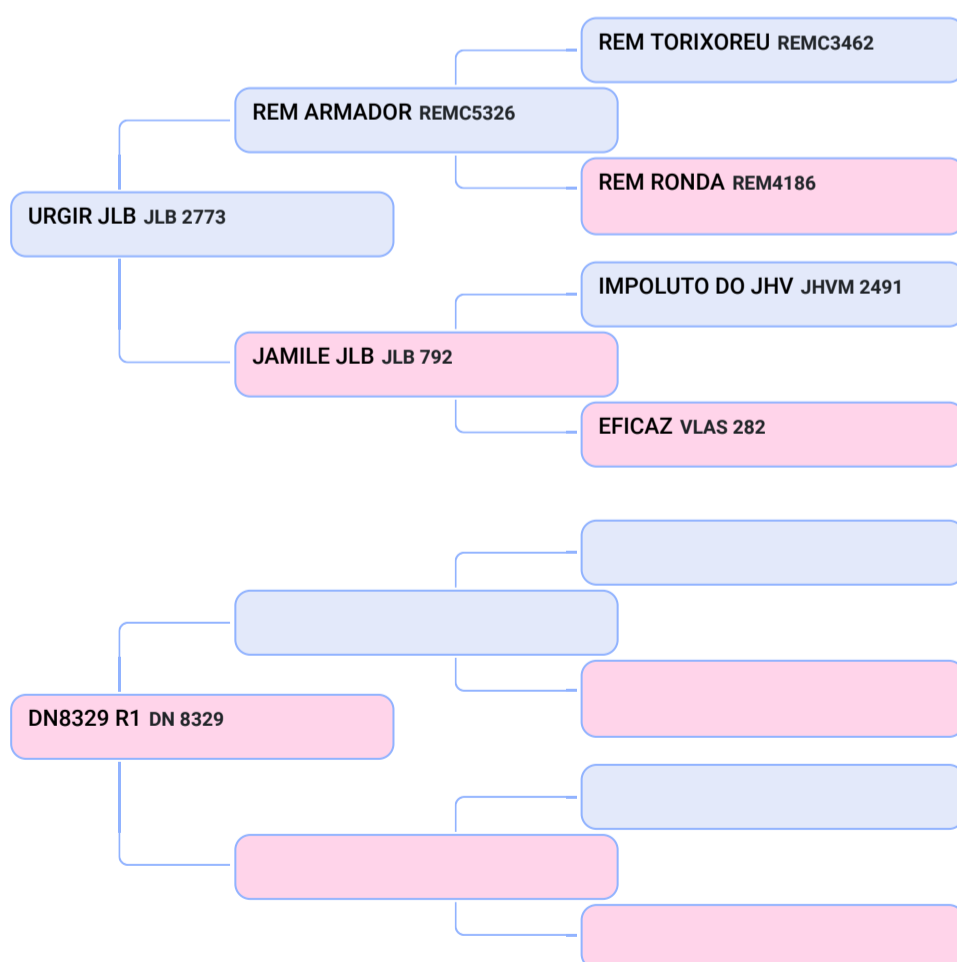 REM TORIXOREU REMC3462
REM ARMADOR REMC5326
REM RONDA REM4186
URGIR JLB JLB 2773
IMPOLUTO DO JHV JHVM 2491
JAMILE JLB JLB 792
EFICAZ VLAS 282
DN8329 R1 DN 8329